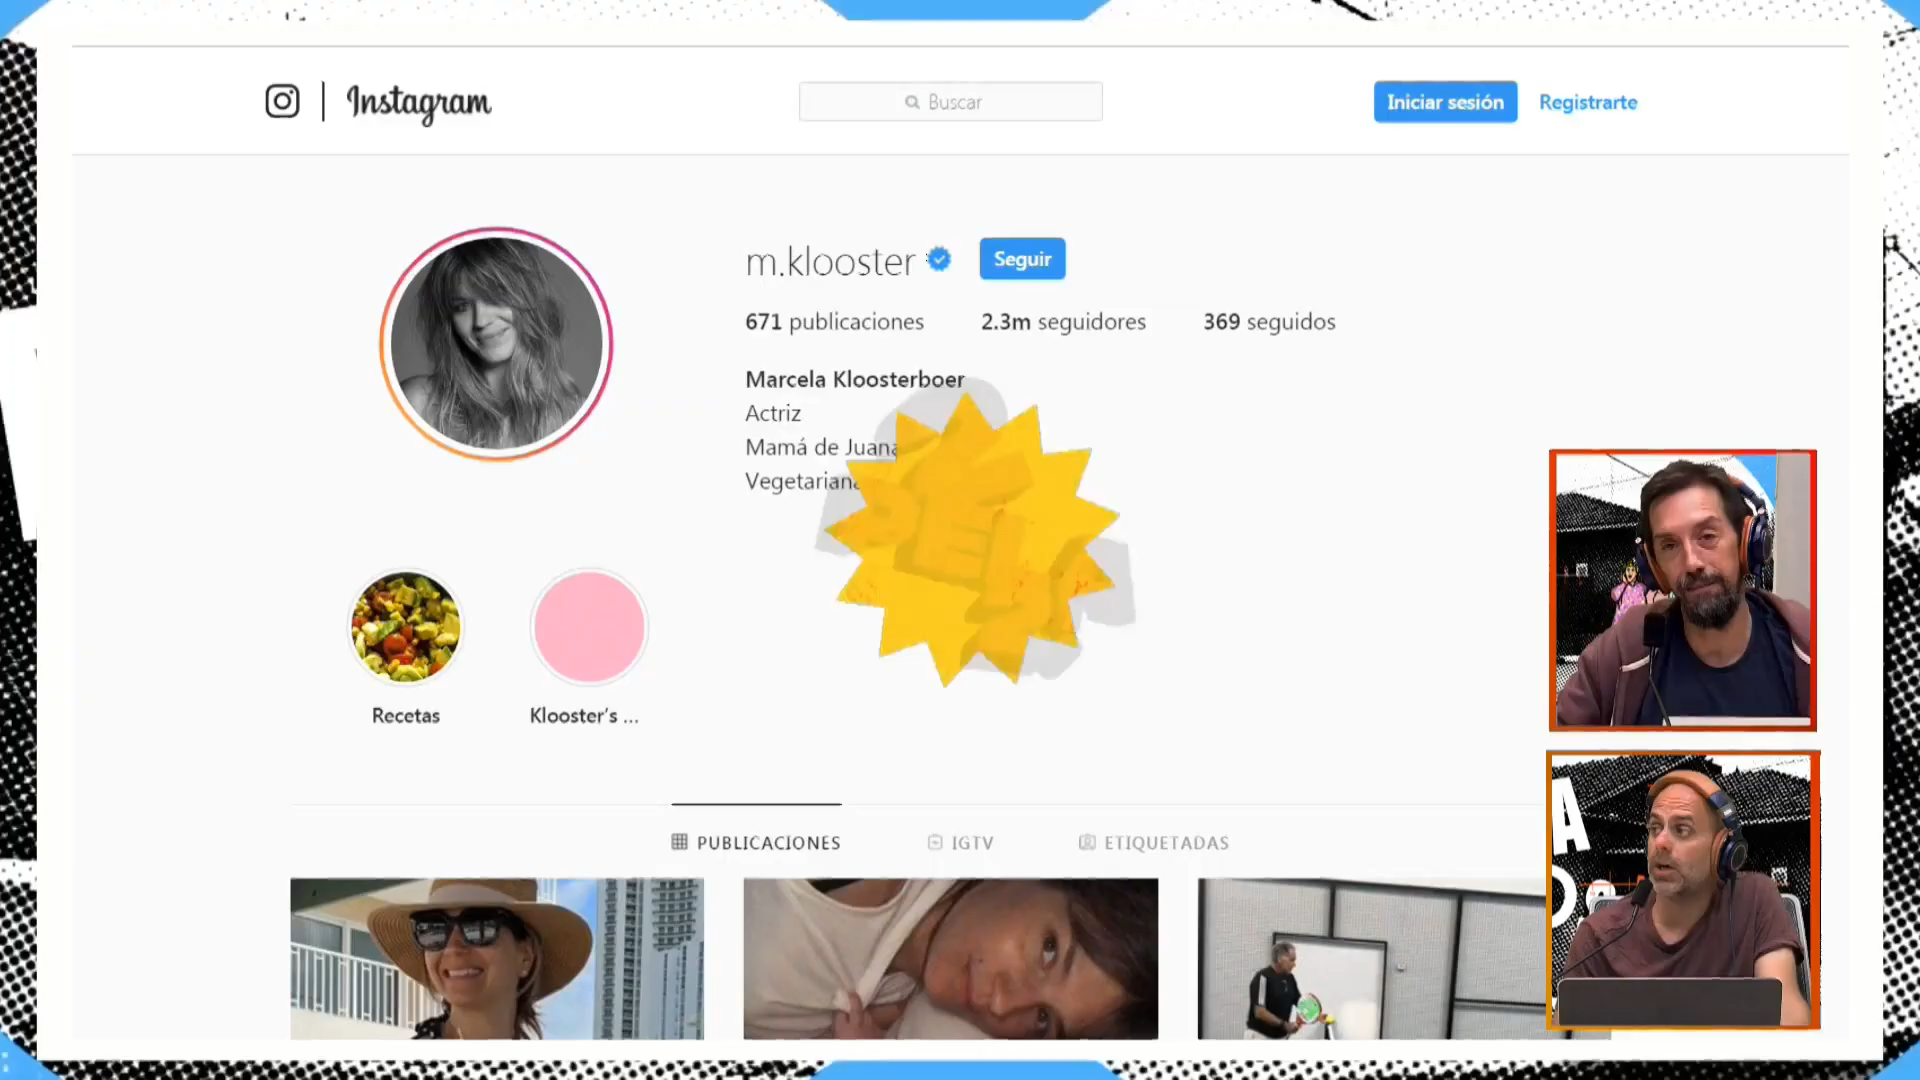 Instagram
Buscar
Iniciar sesión
Registrarte
m.klooster
Seguir
671 publicaciones
2.3m seguidores
369 seguidos
Marcela Kloosterboer
Actriz
Mamá de Juana
Vegetariana
Recetas
Klooster's ...
PUBLICACIONES
IGTV
ETIQUETADAS